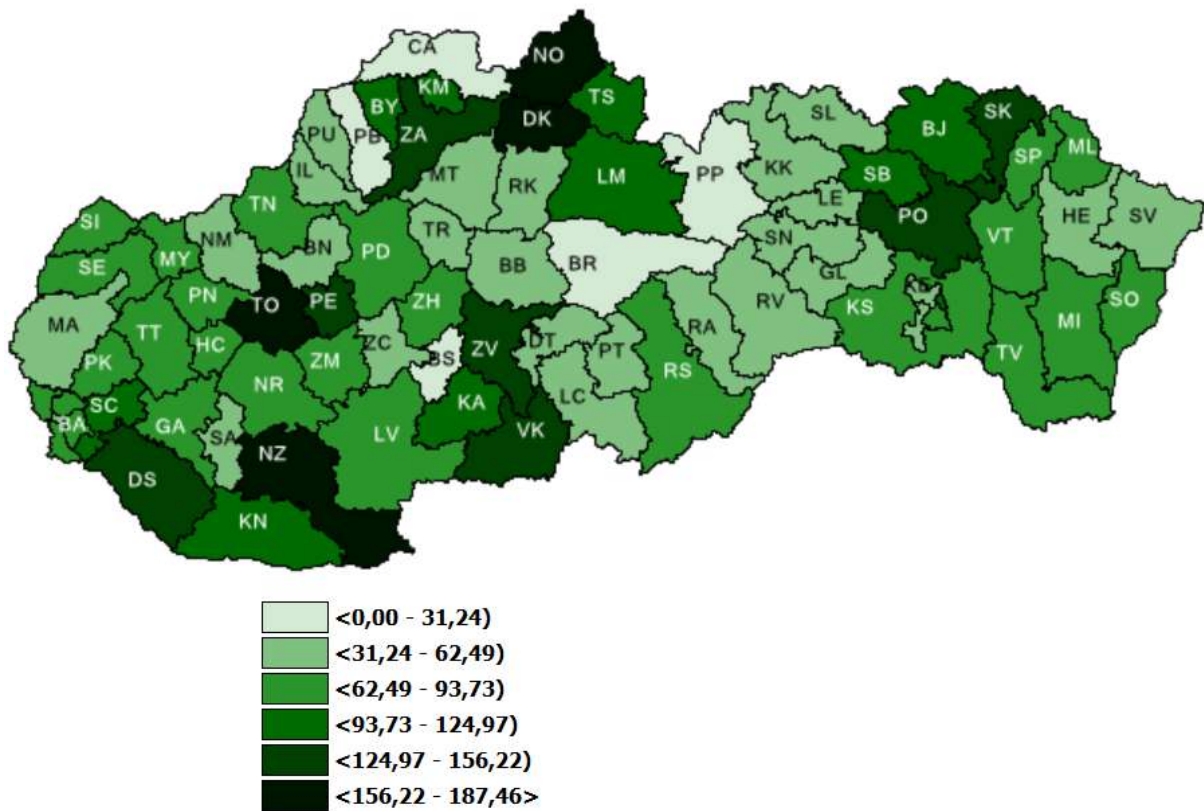 CA
NO
KM
TS
BY
PB
ZA
DK
PU
IL
MT
RK
LM
PP
SL
KK
BJ
SK
SP
ML
SB
LE
PO
HE
SV
SI
TN
NM
BN
TR
PD
BB
BR
SN
GL
VT
SE
MY
PN
TO
PE
ZH
RV
KS
KE
SO
MA
TT
HC
ZM
ZC
BS
ZV
DT
PT
RA
RS
MI
TV
PK
NR
LC
SC
BA
GA
SA
LV
KA
VK
NZ
DS
KN
<0,00 - 31,24)
<31,24 - 62,49)
<62,49 - 93,73)
<93,73 - 124,97)
<124,97 - 156,22)
<156,22 - 187,46>